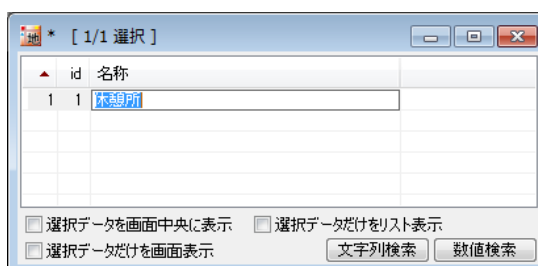 地 * [ 1/1 選択 ]
id 名称
1 1 休憩所
選択データを画面中央に表示 選択データだけをリスト表示
選択データだけを画面表示 文字列検索 数値検索